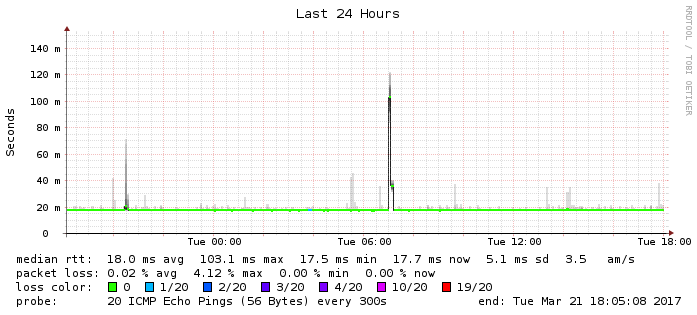 Last 24 Hours
RRDTOOL / TOBI OETIKER
Seconds
140 m
120 m
100 m
80 m
60 m
40 m
20 m
0
Tue 00:00 Tue 06:00 Tue 12:00 Tue 18:00
median rtt: 18.0 ms avg 103.1 ms max 17.5 ms min 17.7 ms now 5.1 ms sd 3.5 am/s
packet loss: 0.02 % avg 4.12 % max 0.00 % min 0.00 % now
loss color: 0 1/20 2/20 3/20 4/20 10/20 19/20
probe: 20 ICMP Echo Pings (56 Bytes) every 300s end: Tue Mar 21 18:05:08 2017